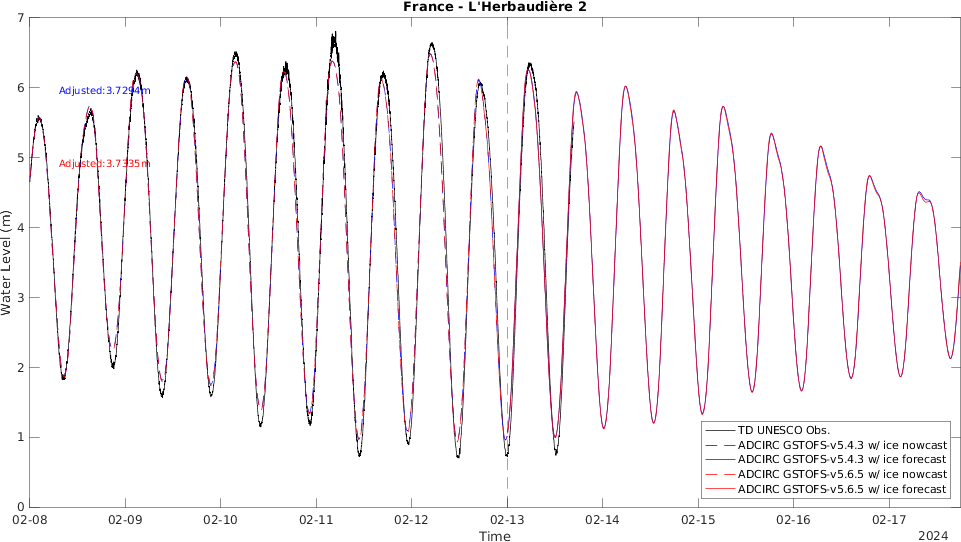 France - L'Herbaudière 2
Water Level (m)
7
6
5
4
3
2
1
0
Adjusted:3.7294m
Adjusted:3.7335m
TD UNESCO Obs.
ADCIRC GSTOFS-v5.4.3 w/ ice nowcast
ADCIRC GSTOFS-v5.4.3 w/ ice forecast
ADCIRC GSTOFS-v5.6.5 w/ ice nowcast
ADCIRC GSTOFS-v5.6.5 w/ ice forecast
02-08 02-09 02-10 02-11 02-12 02-13 02-14 02-15 02-16 02-17
Time
2024